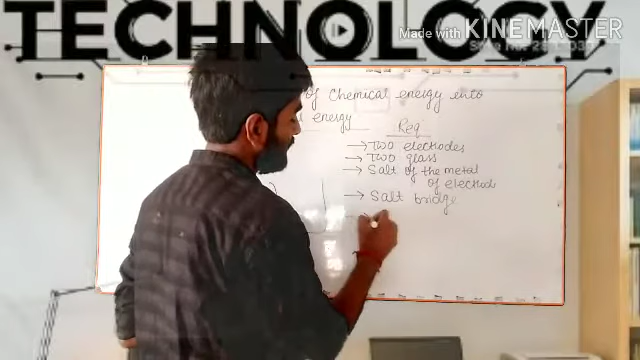 TECHNOLOGY
Made with KINEMASTER
of Chemical energy into
energy
Req
→ Two electrodes
→ Two glass
→ Salt of the metal
of electrode
→ Salt bridge